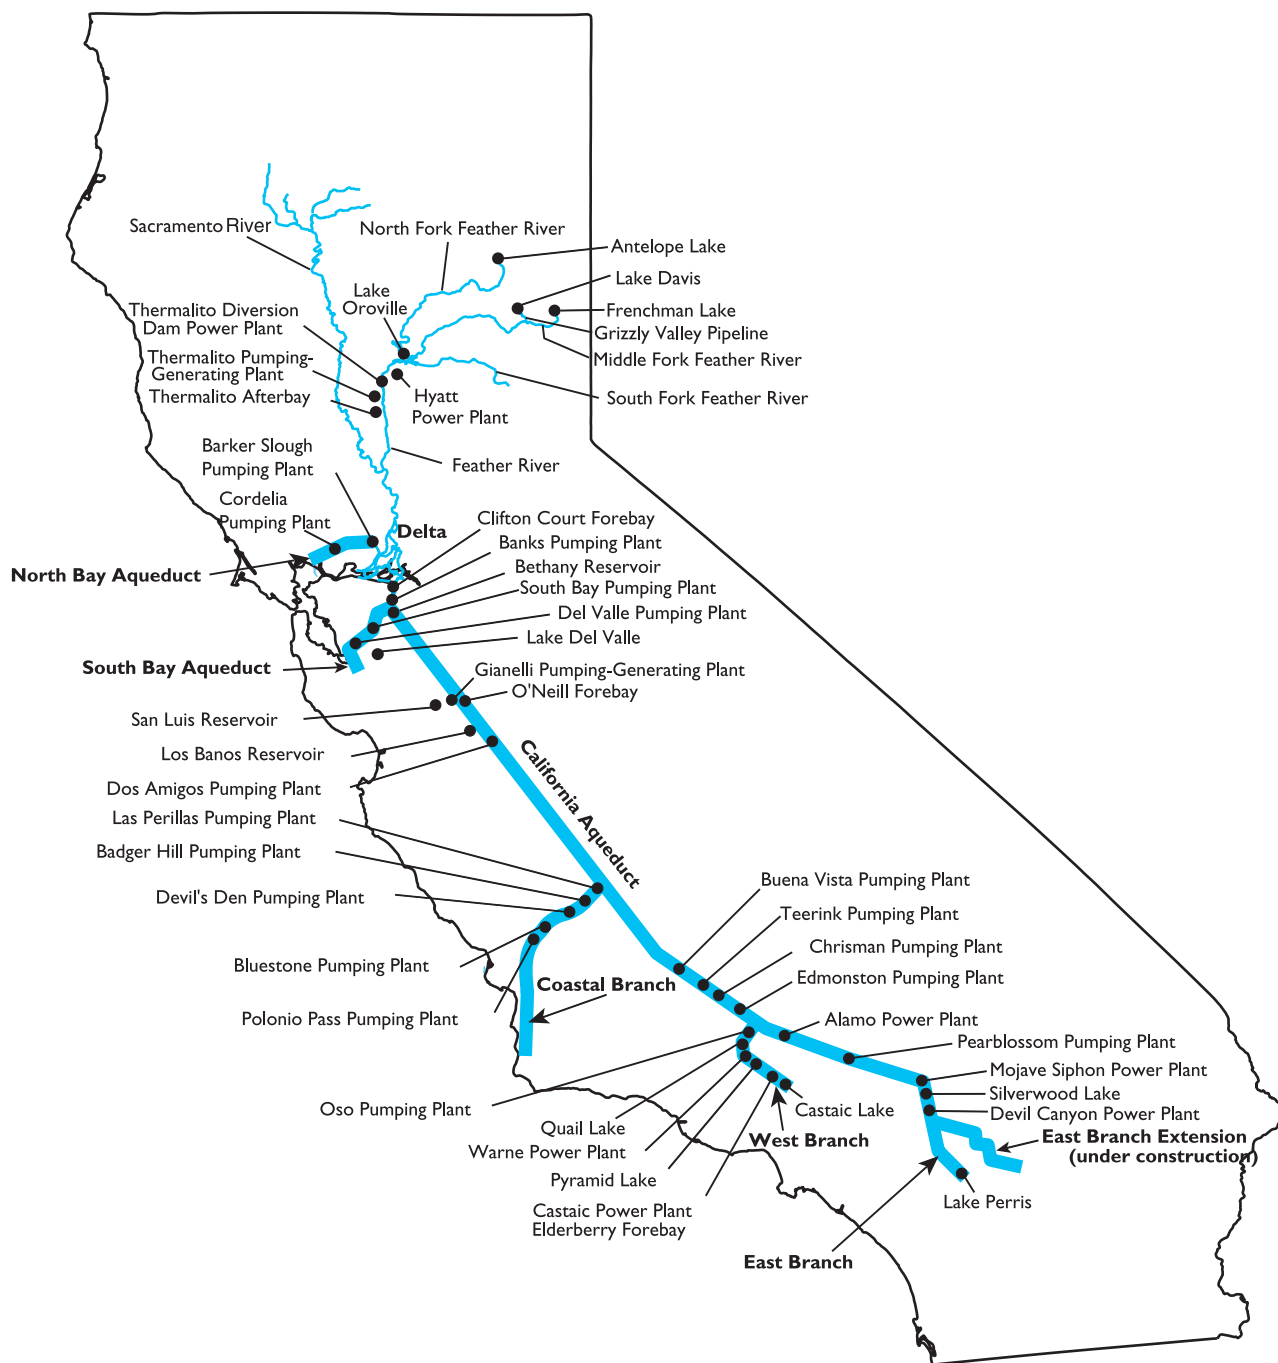 Sacramento River
North Fork Feather River
Antelope Lake
Lake Davis
Lake
Oroville
Frenchman Lake
Thermalito Diversion
Dam Power Plant
Grizzly Valley Pipeline
Middle Fork Feather River
Thermalito Pumping-
Generating Plant
Thermalito Afterbay
Hyatt
Power Plant
South Fork Feather River
Barker Slough
Pumping Plant
Feather River
Cordelia
Pumping Plant
Delta
Clifton Court Forebay
Banks Pumping Plant
Bethany Reservoir
North Bay Aqueduct
South Bay Pumping Plant
Del Valle Pumping Plant
Lake Del Valle
South Bay Aqueduct
Gianelli Pumping-Generating Plant
O'Neill Forebay
San Luis Reservoir
Los Banos Reservoir
Dos Amigos Pumping Plant
California Aqueduct
Las Perillas Pumping Plant
Badger Hill Pumping Plant
Devil's Den Pumping Plant
Bluestone Pumping Plant
Polonio Pass Pumping Plant
Coastal Branch
Buena Vista Pumping Plant
Teerink Pumping Plant
Chrisman Pumping Plant
Edmonston Pumping Plant
Alamo Power Plant
Pearblossom Pumping Plant
Mojave Siphon Power Plant
Silverwood Lake
Devil Canyon Power Plant
Oso Pumping Plant
Quail Lake
Warne Power Plant
Pyramid Lake
Castaic Power Plant
Elderberry Forebay
Castaic Lake
West Branch
East Branch Extension
(under construction)
Lake Perris
East Branch